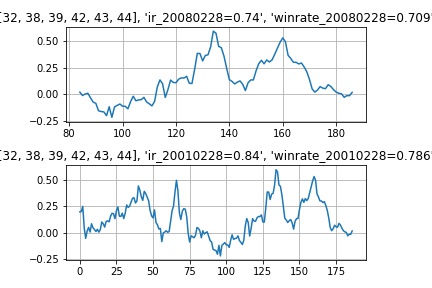 [32, 38, 39, 42, 43, 44], 'ir_20080228=0.74', 'winrate_20080228=0.709'
0.50
0.25
0.00
−0.25
80 100 120 140 160 180
[32, 38, 39, 42, 43, 44], 'ir_20010228=0.84', 'winrate_20010228=0.786'
0.50
0.25
0.00
−0.25
0 25 50 75 100 125 150 175